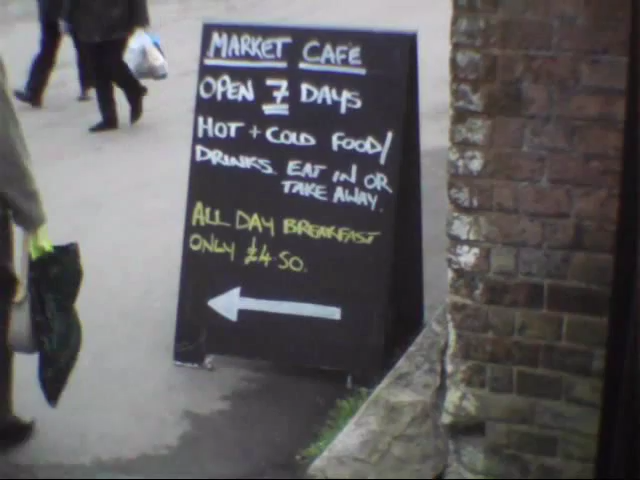 MARKET CAFE
OPEN 7 DAYS
HOT + COLD FOOD/
DRINKS. EAT IN OR
TAKE AWAY.
ALL DAY BREAKFAST
ONLY £4.50.